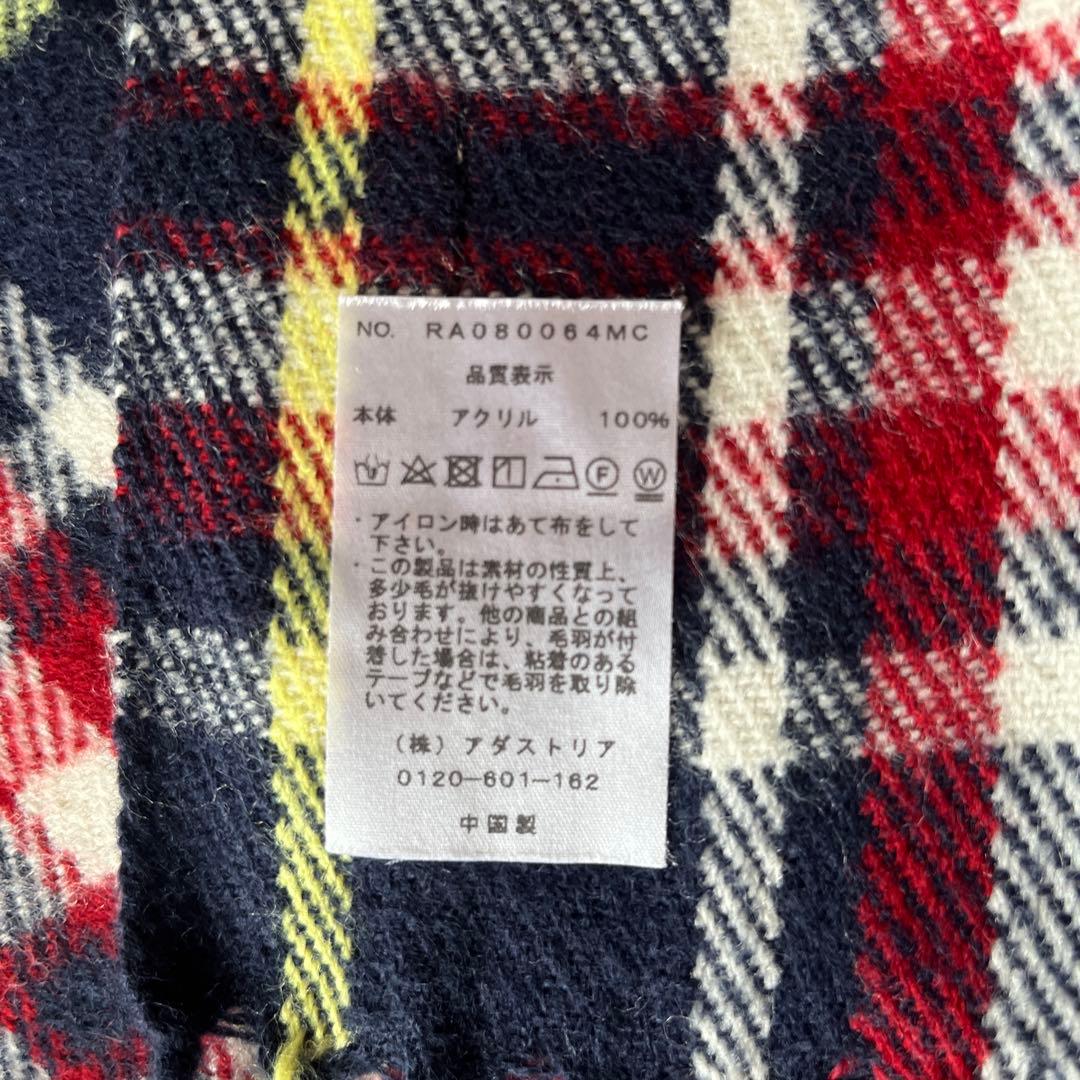 NO. RA080064MC
品質表示
本体 アクリル 100%
F W
・アイロン時はあて布をして
下さい。
・この製品は素材の性質上、
多少毛が抜けやすくなって
おります。他の商品との組
み合わせにより、毛羽が付
着した場合は、粘着のある
テープなどで毛羽を取り除
いてください。
(株)アダストリア
0120-601-162
中国製